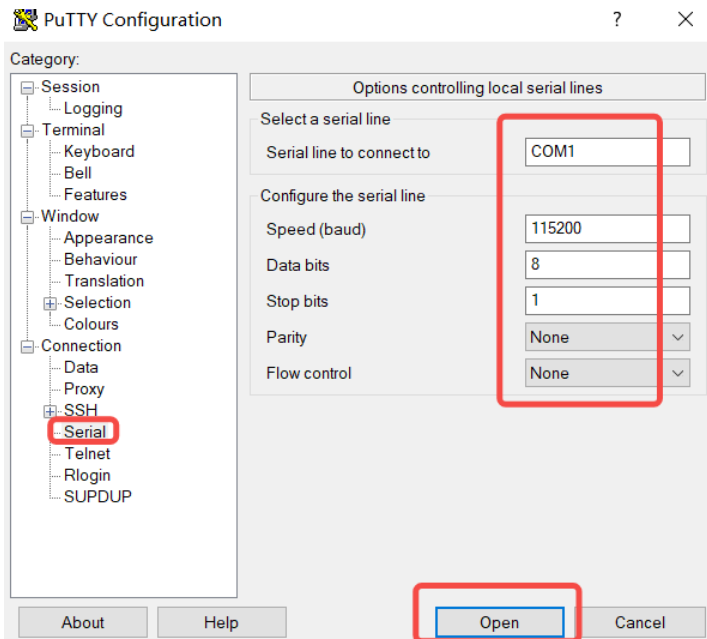 PuTTY Configuration ? ×
Category:
Session
Logging
Terminal
Keyboard
Bell
Features
Window
Appearance
Behaviour
Translation
Selection
Colours
Connection
Data
Proxy
SSH
Serial
Telnet
Rlogin
SUPDUP
Options controlling local serial lines
Select a serial line
Serial line to connect to COM1
Configure the serial line
Speed (baud) 115200
Data bits 8
Stop bits 1
Parity None
Flow control None
About Help Open Cancel